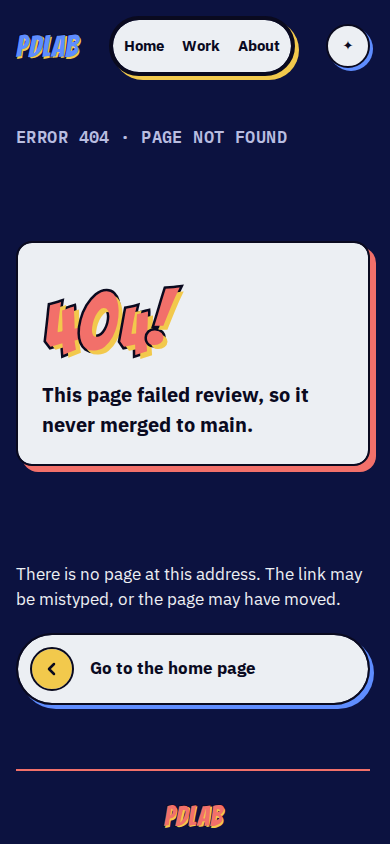 PDLAB
Home Work About
ERROR 404 · PAGE NOT FOUND
404!
This page failed review, so it
never merged to main.
There is no page at this address. The link may
be mistyped, or the page may have moved.
Go to the home page
PDLAB